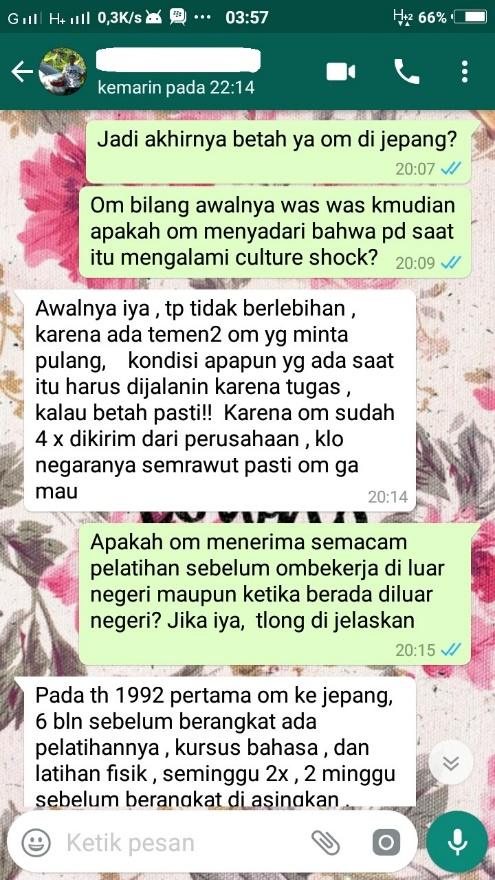 G H+ 0,3K/s ... H+2 66%
03:57
kemarin pada 22:14
Jadi akhirnya betah ya om di jepang?
20:07
Om bilang awalnya was was kmudian
apakah om menyadari bahwa pd saat
itu mengalami culture shock?
20:09
Awalnya iya , tp tidak berlebihan ,
karena ada temen2 om yg minta
pulang, kondisi apapun yg ada saat
itu harus dijalanin karena tugas ,
kalau betah pasti!! Karena om sudah
4 x dikirim dari perusahaan , klo
negaranya semrawut pasti om ga
mau
20:14
Apakah om menerima semacam
pelatihan sebelum ombekerja di luar
negeri maupun ketika berada diluar
negeri? Jika iya, tlong di jelaskan
20:15
Pada th 1992 pertama om ke jepang,
6 bln sebelum berangkat ada
pelatihannya , kursus bahasa , dan
latihan fisik , seminggu 2x , 2 minggu
sebelum berangkat di asingkan .
Ketik pesan